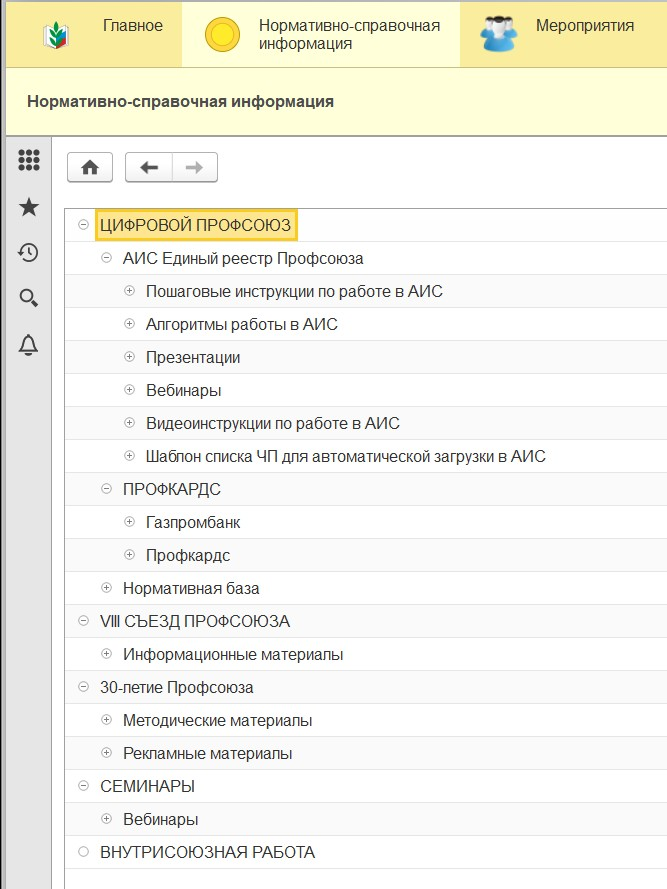 Главное
Нормативно-справочная
информация
Мероприятия
Нормативно-справочная информация
ЦИФРОВОЙ ПРОФСОЮЗ
АИС Единый реестр Профсоюза
Пошаговые инструкции по работе в АИС
Алгоритмы работы в АИС
Презентации
Вебинары
Видеоинструкции по работе в АИС
Шаблон списка ЧП для автоматической загрузки в АИС
ПРОФКАРДС
Газпромбанк
Профкардс
Нормативная база
VIII СЪЕЗД ПРОФСОЮЗА
Информационные материалы
30-летие Профсоюза
Методические материалы
Рекламные материалы
СЕМИНАРЫ
Вебинары
ВНУТРИСОЮЗНАЯ РАБОТА